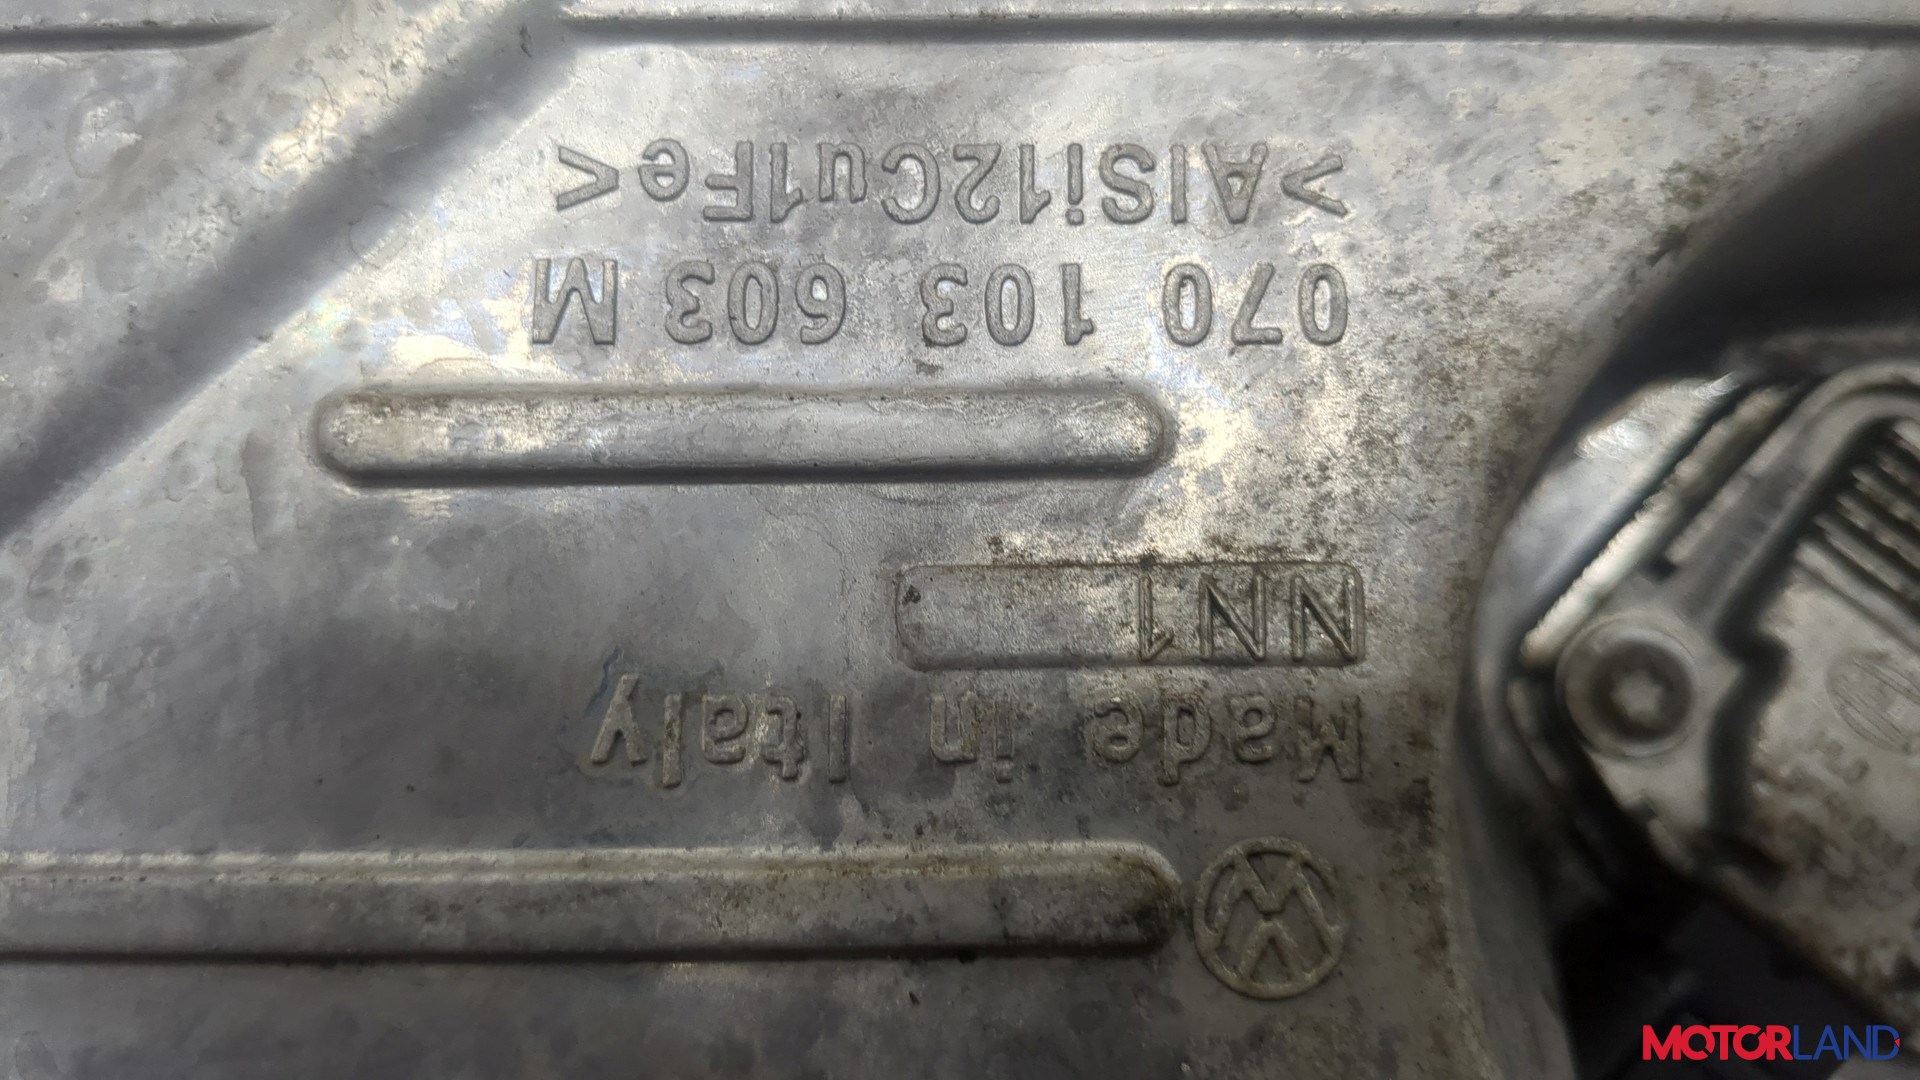 Made in Italy
NN1
070 103 603 M
>AlSi12Cu1Fe<
MOTORLAND